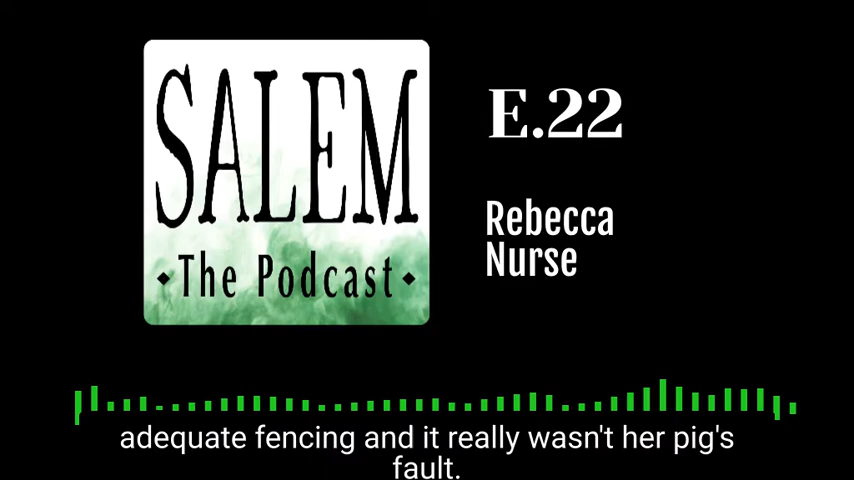 SALEM
The Podcast
E.22
Rebecca
Nurse
adequate fencing and it really wasn't her pig's
fault.